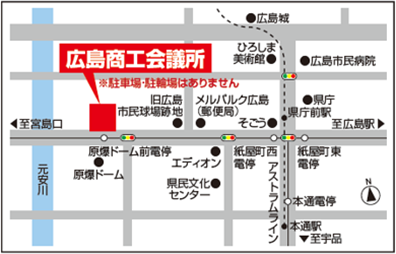 広島城
広島商工会議所
※駐車場・駐輪場はありません
ひろしま
美術館
広島市民病院
旧広島
市民球場跡地
メルパルク広島
(郵便局)
そごう
県庁
県庁前駅
至宮島口
至広島駅
元安川
原爆ドーム前電停
原爆ドーム
エディオン
紙屋町西
電停
紙屋町東
電停
県民文化
センター
アストラムライン
本通電停
N
本通駅
▼至宇品